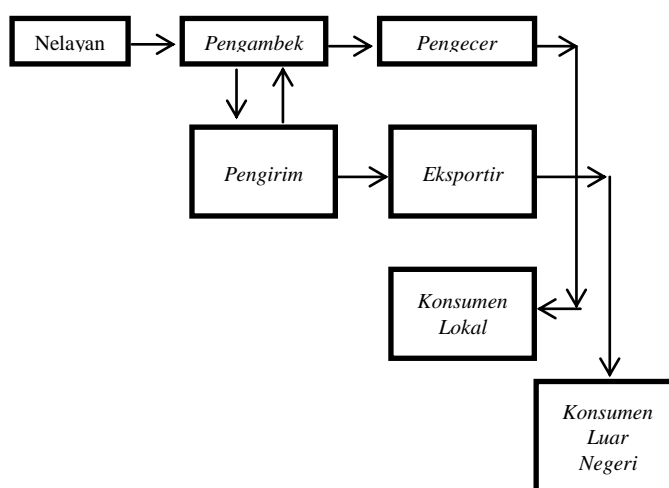 Nelayan
Pengambek
Pengecer
Pengirim
Eksportir
Konsumen
Lokal
Konsumen
Luar
Negeri